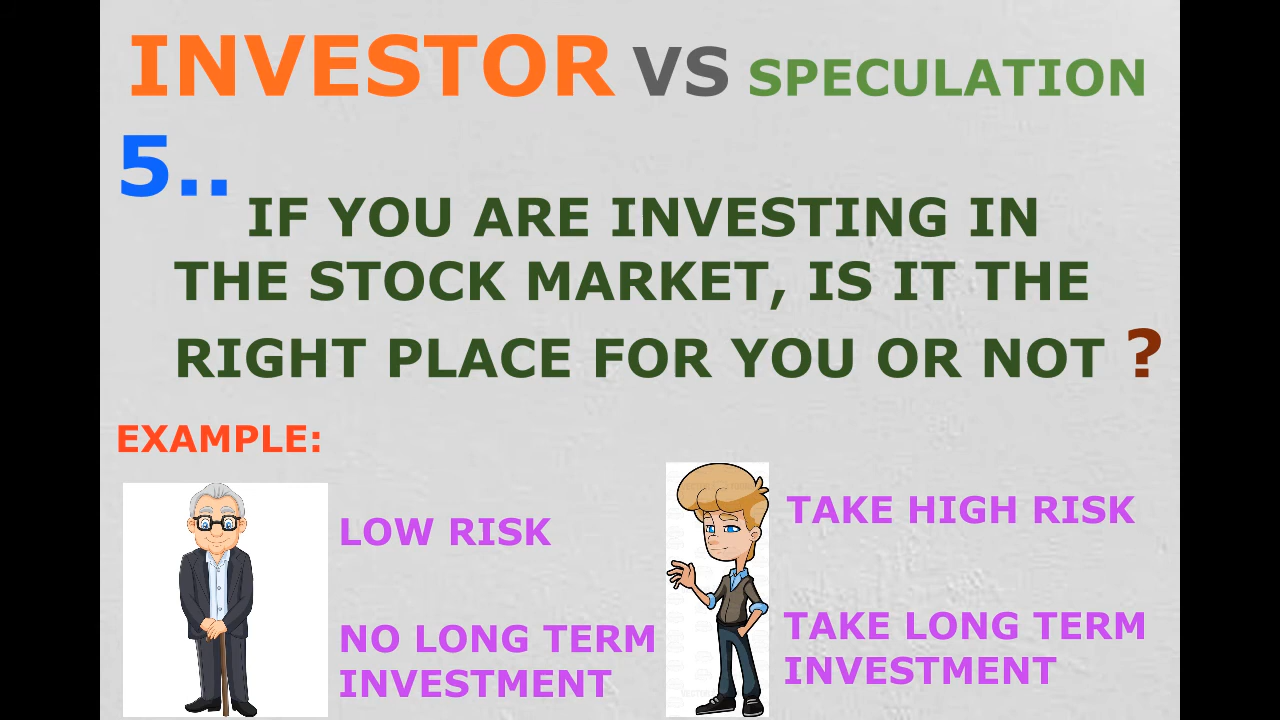 INVESTOR VS SPECULATION
5..
IF YOU ARE INVESTING IN
THE STOCK MARKET, IS IT THE
RIGHT PLACE FOR YOU OR NOT ?
EXAMPLE:
LOW RISK
NO LONG TERM
INVESTMENT
TAKE HIGH RISK
TAKE LONG TERM
INVESTMENT